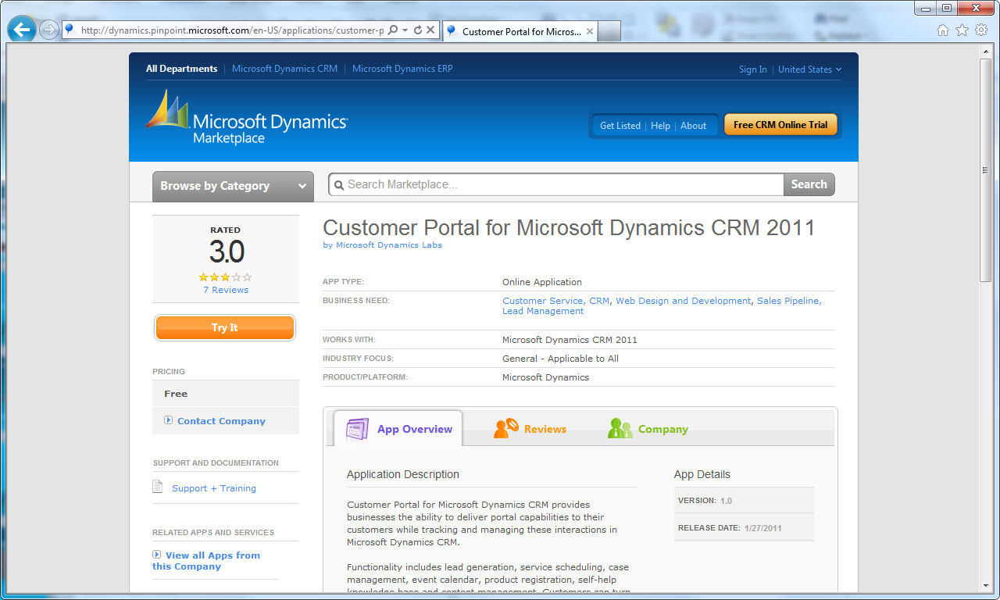 http://dynamics.pinpoint.microsoft.com/en-US/applications/customer-p
Customer Portal for Micros...
All Departments | Microsoft Dynamics CRM | Microsoft Dynamics ERP
Sign In | United States
Microsoft Dynamics
Marketplace
Get Listed | Help | About
Free CRM Online Trial
Browse by Category
Search Marketplace...
Search
RATED
3.0
7 Reviews
Try It
PRICING
Free
Contact Company
SUPPORT AND DOCUMENTATION
Support + Training
RELATED APPS AND SERVICES
View all Apps from
this Company
Customer Portal for Microsoft Dynamics CRM 2011
by Microsoft Dynamics Labs
APP TYPE: Online Application
BUSINESS NEED: Customer Service, CRM, Web Design and Development, Sales Pipeline,
Lead Management
WORKS WITH: Microsoft Dynamics CRM 2011
INDUSTRY FOCUS: General - Applicable to All
PRODUCT/PLATFORM: Microsoft Dynamics
App Overview
Reviews
Company
Application Description
Customer Portal for Microsoft Dynamics CRM provides
businesses the ability to deliver portal capabilities to their
customers while tracking and managing these interactions in
Microsoft Dynamics CRM.
Functionality includes lead generation, service scheduling, case
management, event calendar, product registration, self-help
knowledge base and content management. Customers can turn
App Details
VERSION: 1.0
RELEASE DATE: 1/27/2011